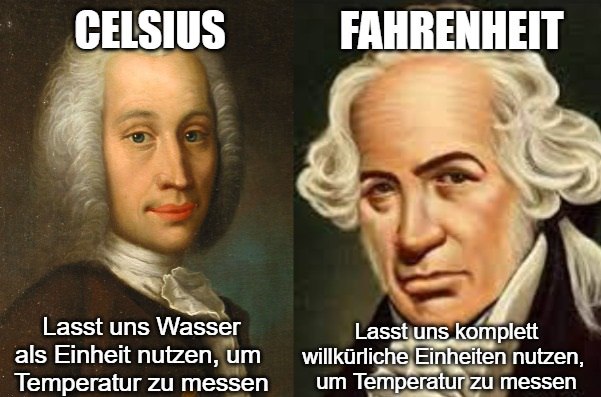 CELSIUS
Lasst uns Wasser
als Einheit nutzen, um
Temperatur zu messen
FAHRENHEIT
Lasst uns komplett
willkürliche Einheiten nutzen,
um Temperatur zu messen